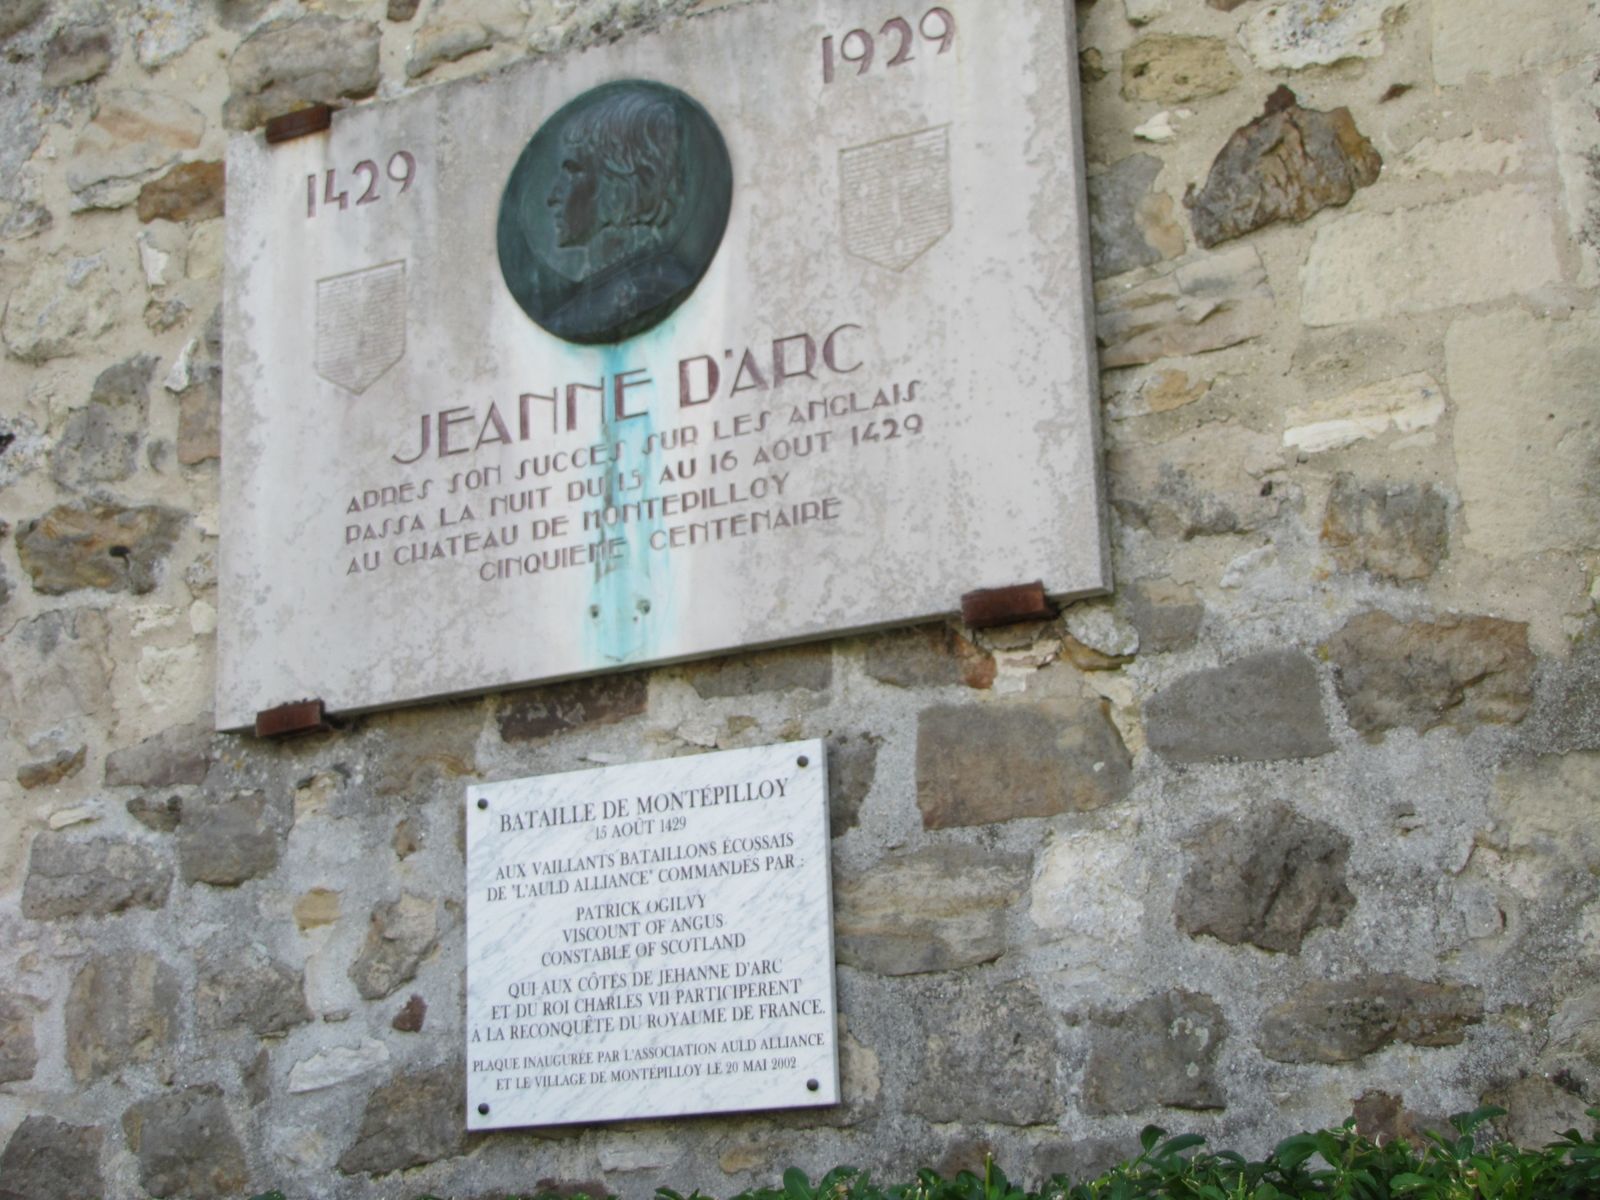 1429
1929
JEANNE D'ARC
APRÈS SON SUCCÈS SUR LES ANGLAIS
PASSA LA NUIT DU 15 AU 16 AOUT 1429
AU CHATEAU DE MONTEPILLOY
CINQUIEME CENTENAIRE
BATAILLE DE MONTÉPILLOY
15 AOÛT 1429
AUX VAILLANTS BATAILLONS ÉCOSSAIS
DE "L'AULD ALLIANCE" COMMANDES PAR :
PATRICK OGILVY
VISCOUNT OF ANGUS
CONSTABLE OF SCOTLAND
QUI AUX CÔTÉS DE JEHANNE D'ARC
ET DU ROI CHARLES VII PARTICIPERENT
À LA RECONQUÊTE DU ROYAUME DE FRANCE.
PLAQUE INAUGURÉE PAR L'ASSOCIATION AULD ALLIANCE
ET LE VILLAGE DE MONTÉPILLOY LE 20 MAI 2002